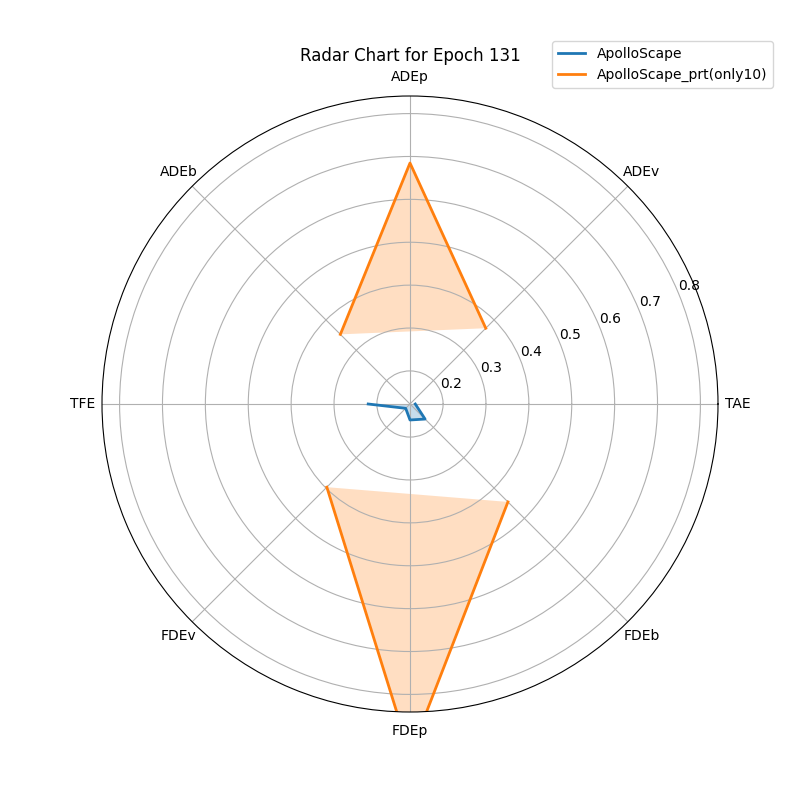 Radar Chart for Epoch 131
ApolloScape
ApolloScape_prt(only10)
ADEp
ADEb
ADEv
0.8
0.7
0.6
0.5
0.4
0.3
0.2
TFE
TAE
FDEv
FDEb
FDEp